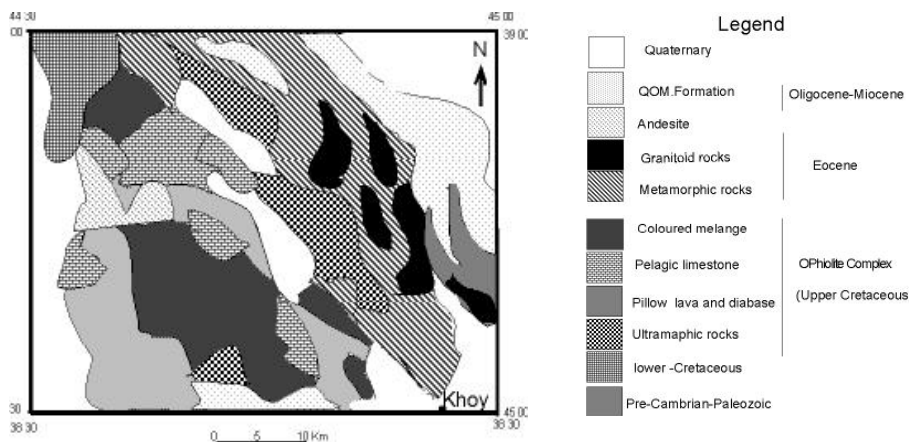 44 30
45 00
00
39 00
N
Khoy
30
38 30
45 00
38 30
0 5 10 Km
Legend
Quaternary
QOM.Formation
Oligocene-Miocene
Andesite
Granitoid rocks
Eocene
Metamorphic rocks
Coloured melange
Pelagic limestone
OPhiolite Complex
(Upper Cretaceous
Pillow lava and diabase
Ultramaphic rocks
lower -Cretaceous
Pre-Cambrian-Paleozoic